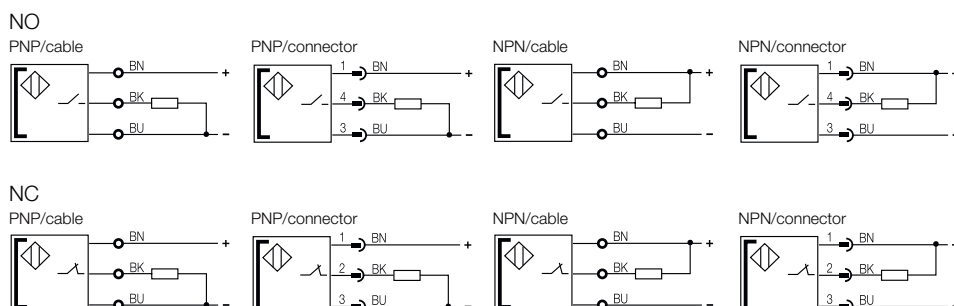 NO
PNP/cable PNP/connector NPN/cable NPN/connector
BN + 1 BN + BN + 1 BN
BK 4 BK BK 4 BK
BU – 3 BU – BU – 3 BU
NC
PNP/cable PNP/connector NPN/cable NPN/connector
BN + 1 BN + BN + 1 BN
BK 2 BK BK 2 BK
BU – 3 BU – BU – 3 BU